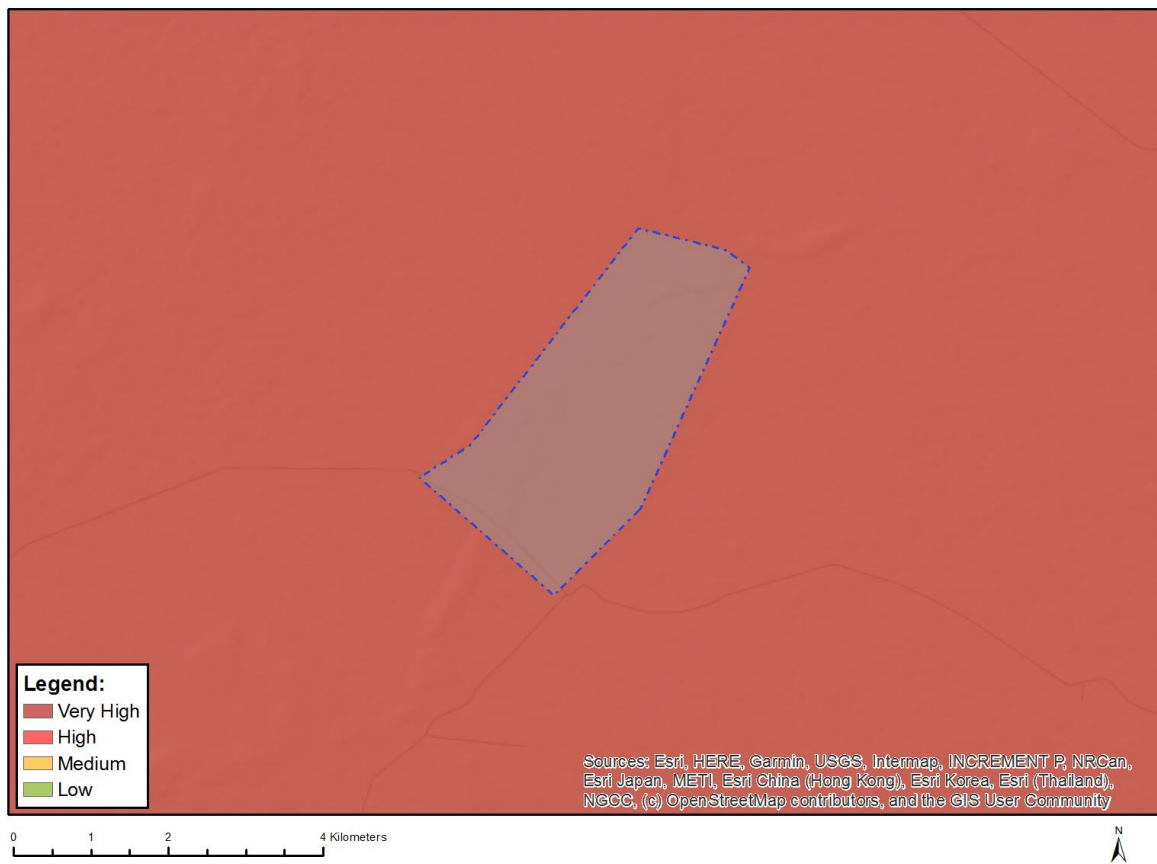 Legend:
Very High
High
Medium
Low
Sources: Esri, HERE, Garmin, USGS, Intermap, INCREMENT P, NRCan,
Esri Japan, METI, Esri China (Hong Kong), Esri Korea, Esri (Thailand),
NGCC, (c) OpenStreetMap contributors, and the GIS User Community
0 1 2 4 Kilometers
N